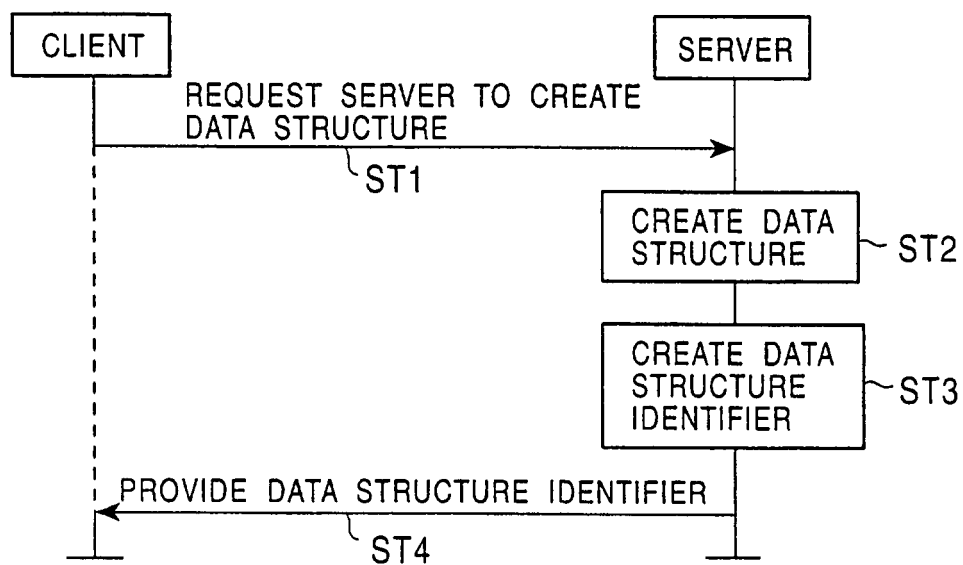 CLIENT
SERVER
REQUEST SERVER TO CREATE
DATA STRUCTURE
ST1
CREATE DATA
STRUCTURE
ST2
CREATE DATA
STRUCTURE
IDENTIFIER
ST3
PROVIDE DATA STRUCTURE IDENTIFIER
ST4